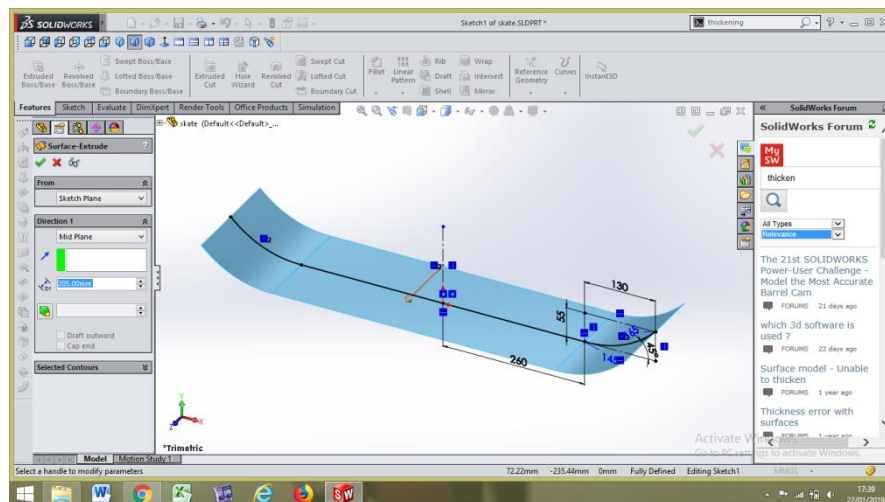 SOLIDWORKS
Sketch1 of skate.SLDPRT *
thickening
Extruded Boss/Base
Revolved Boss/Base
Swept Boss/Base
Lofted Boss/Base
Boundary Boss/Base
Extruded Cut
Hole Wizard
Revolved Cut
Swept Cut
Lofted Cut
Boundary Cut
Fillet
Linear Pattern
Rib
Draft
Shell
Wrap
Intersect
Mirror
Reference Geometry
Curves
Instant3D
Features Sketch Evaluate DimXpert Render Tools Office Products Simulation
skate (Default<<Default>_...
Surface-Extrude ?
From
Sketch Plane
Direction 1
Mid Plane
205.00mm
Draft outward
Cap end
Selected Contours
130
55
45°
260
Y
X
Z
*Trimetric
SolidWorks Forum
SolidWorks Forum
My SW
thicken
All Types
Relevance
The 21st SOLIDWORKS
Power-User Challenge -
Model the Most Accurate
Barrel Cam
FORUMS 21 days ago
which 3d software is
used ?
FORUMS 22 days ago
Surface model - Unable
to thicken
FORUMS 1 year ago
Thickness error with
surfaces
FORUMS 1 year ago
Activate Windows
Go to PC settings to activate Windows.
Model Motion Study 1
Select a handle to modify parameters
72.22mm -235.44mm 0mm Fully Defined Editing Sketch1 MMGS
17:39
22/01/2019